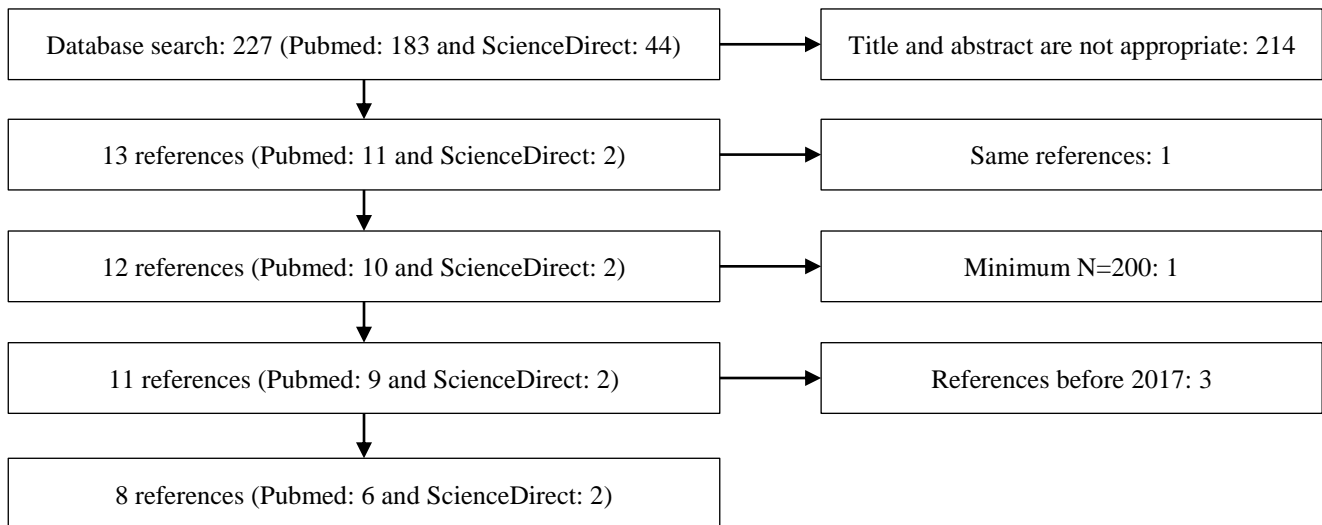 Database search: 227 (Pubmed: 183 and ScienceDirect: 44)
Title and abstract are not appropriate: 214
13 references (Pubmed: 11 and ScienceDirect: 2)
Same references: 1
12 references (Pubmed: 10 and ScienceDirect: 2)
Minimum N=200: 1
11 references (Pubmed: 9 and ScienceDirect: 2)
References before 2017: 3
8 references (Pubmed: 6 and ScienceDirect: 2)